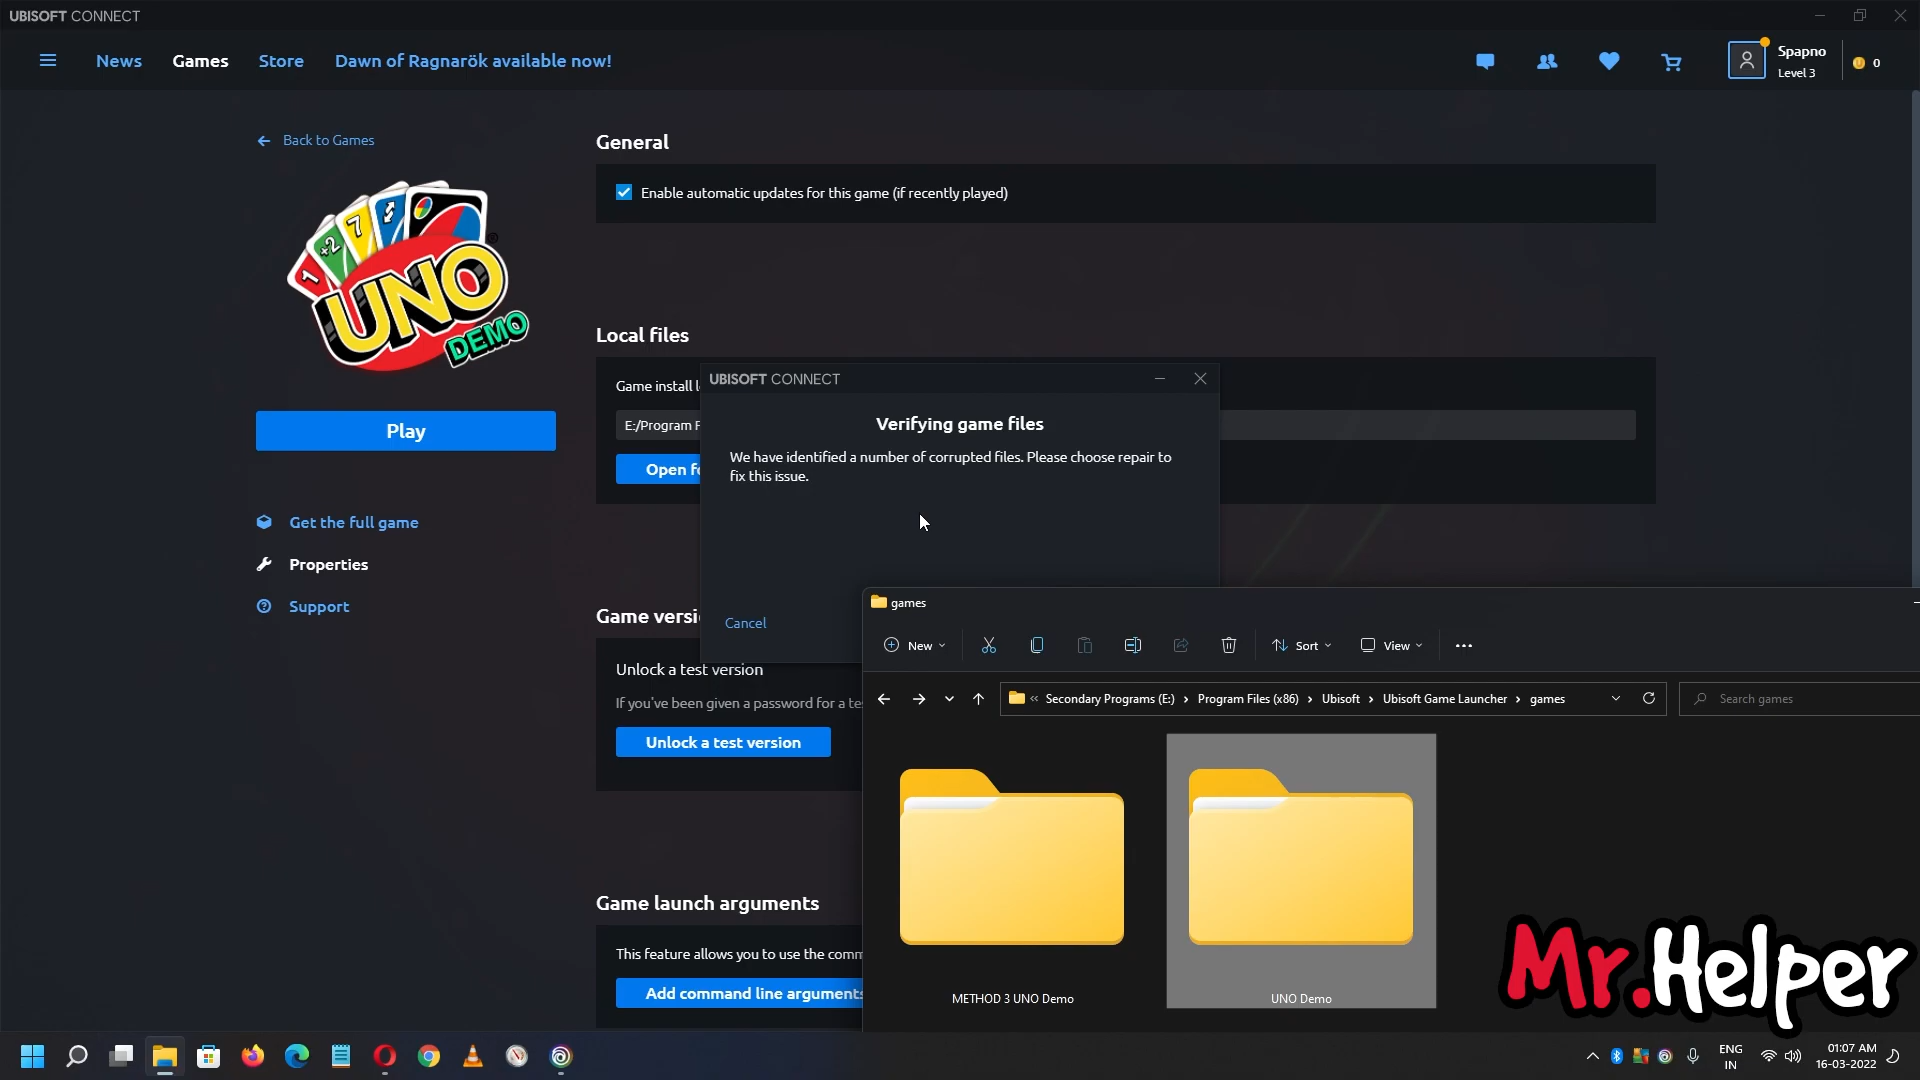 UBISOFT CONNECT
News Games Store Dawn of Ragnarök available now!
Spapno
Level 3
0
Back to Games
1 +2 7
UNO
DEMO
Play
Get the full game
Properties
Support
General
Enable automatic updates for this game (if recently played)
Local files
Game install l
E:/Program F
Open fo
UBISOFT CONNECT
Verifying game files
We have identified a number of corrupted files. Please choose repair to
fix this issue.
Cancel
Game versi
Unlock a test version
If you've been given a password for a te
Unlock a test version
Game launch arguments
This feature allows you to use the comm
Add command line arguments
games
New Sort View
« Secondary Programs (E:) › Program Files (x86) › Ubisoft › Ubisoft Game Launcher › games
Search games
METHOD 3 UNO Demo
UNO Demo
Mr.Helper
ENG
IN
01:07 AM
16-03-2022